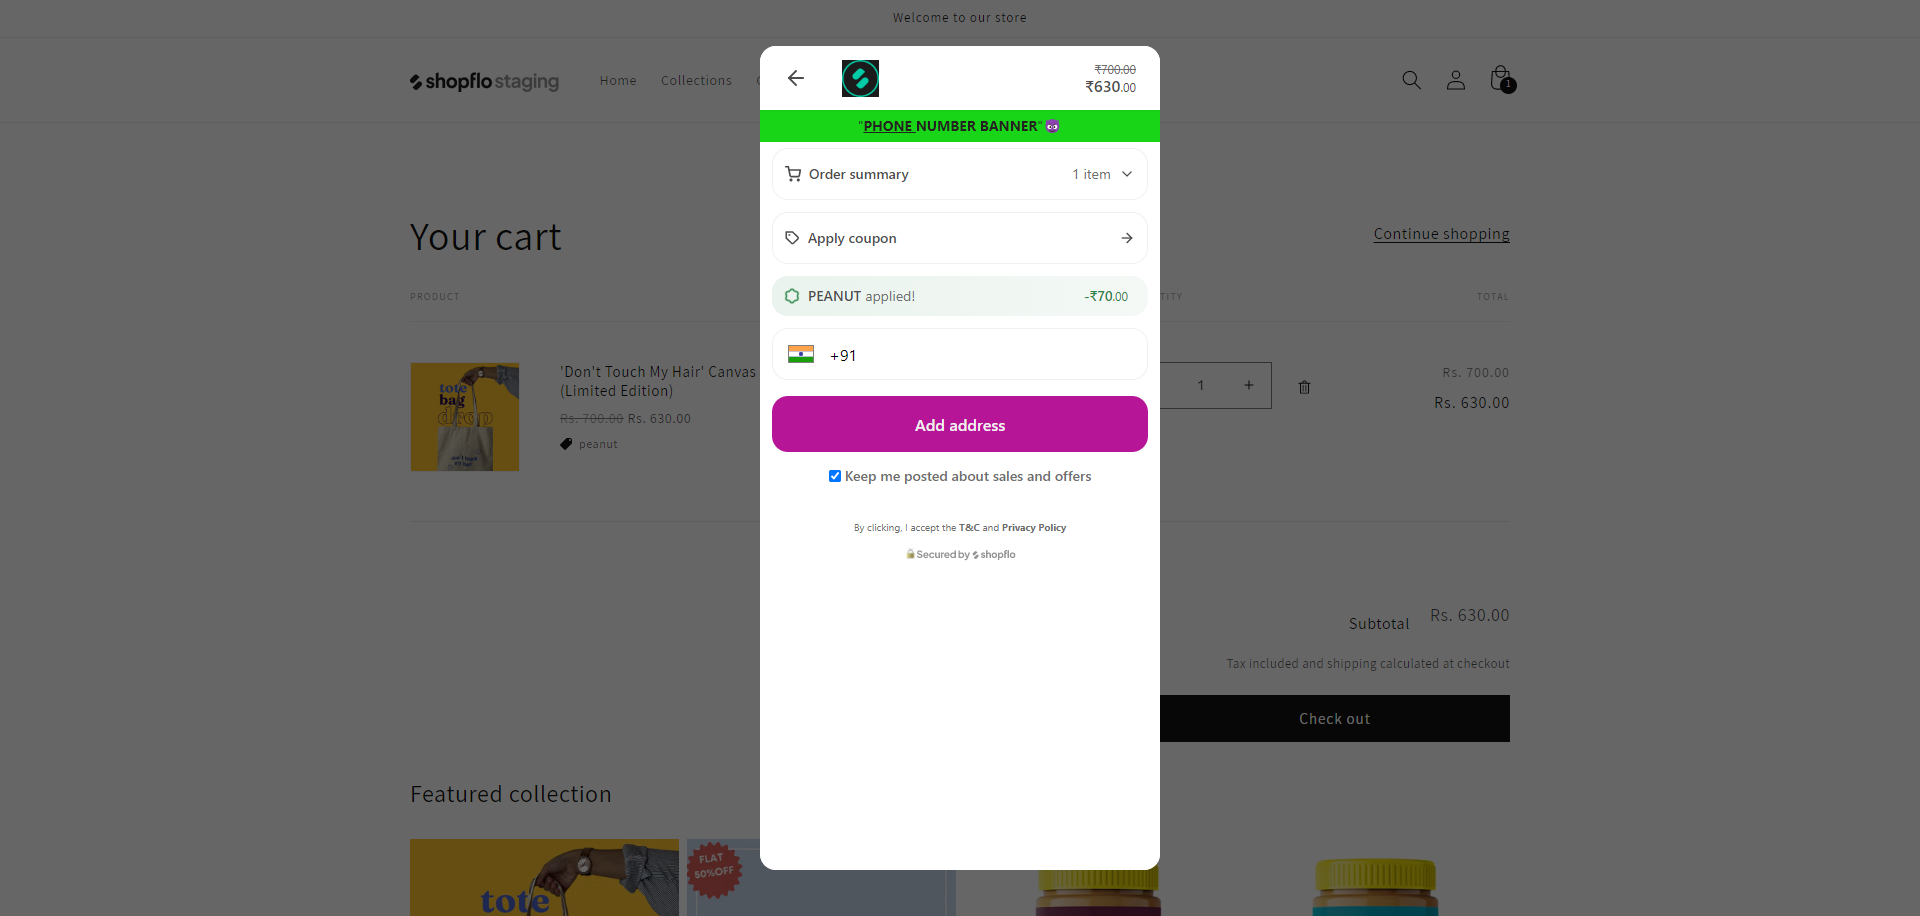 Welcome to our store
shopflo staging
Home
Collections
1
Your cart
Continue shopping
PRODUCT
TITY
TOTAL
tote
bag
drop
'Don't Touch My Hair' Canvas
(Limited Edition)
Rs. 700.00 Rs. 630.00
peanut
1
+
Rs. 700.00
Rs. 630.00
₹700.00
₹630.00
"PHONE NUMBER BANNER"😈
Order summary
1 item
Apply coupon
PEANUT applied!
-₹70.00
+91
Add address
Keep me posted about sales and offers
By clicking, I accept the T&C and Privacy Policy
Secured by shopflo
Subtotal
Rs. 630.00
Tax included and shipping calculated at checkout
Check out
Featured collection
tote
FLAT
50%OFF